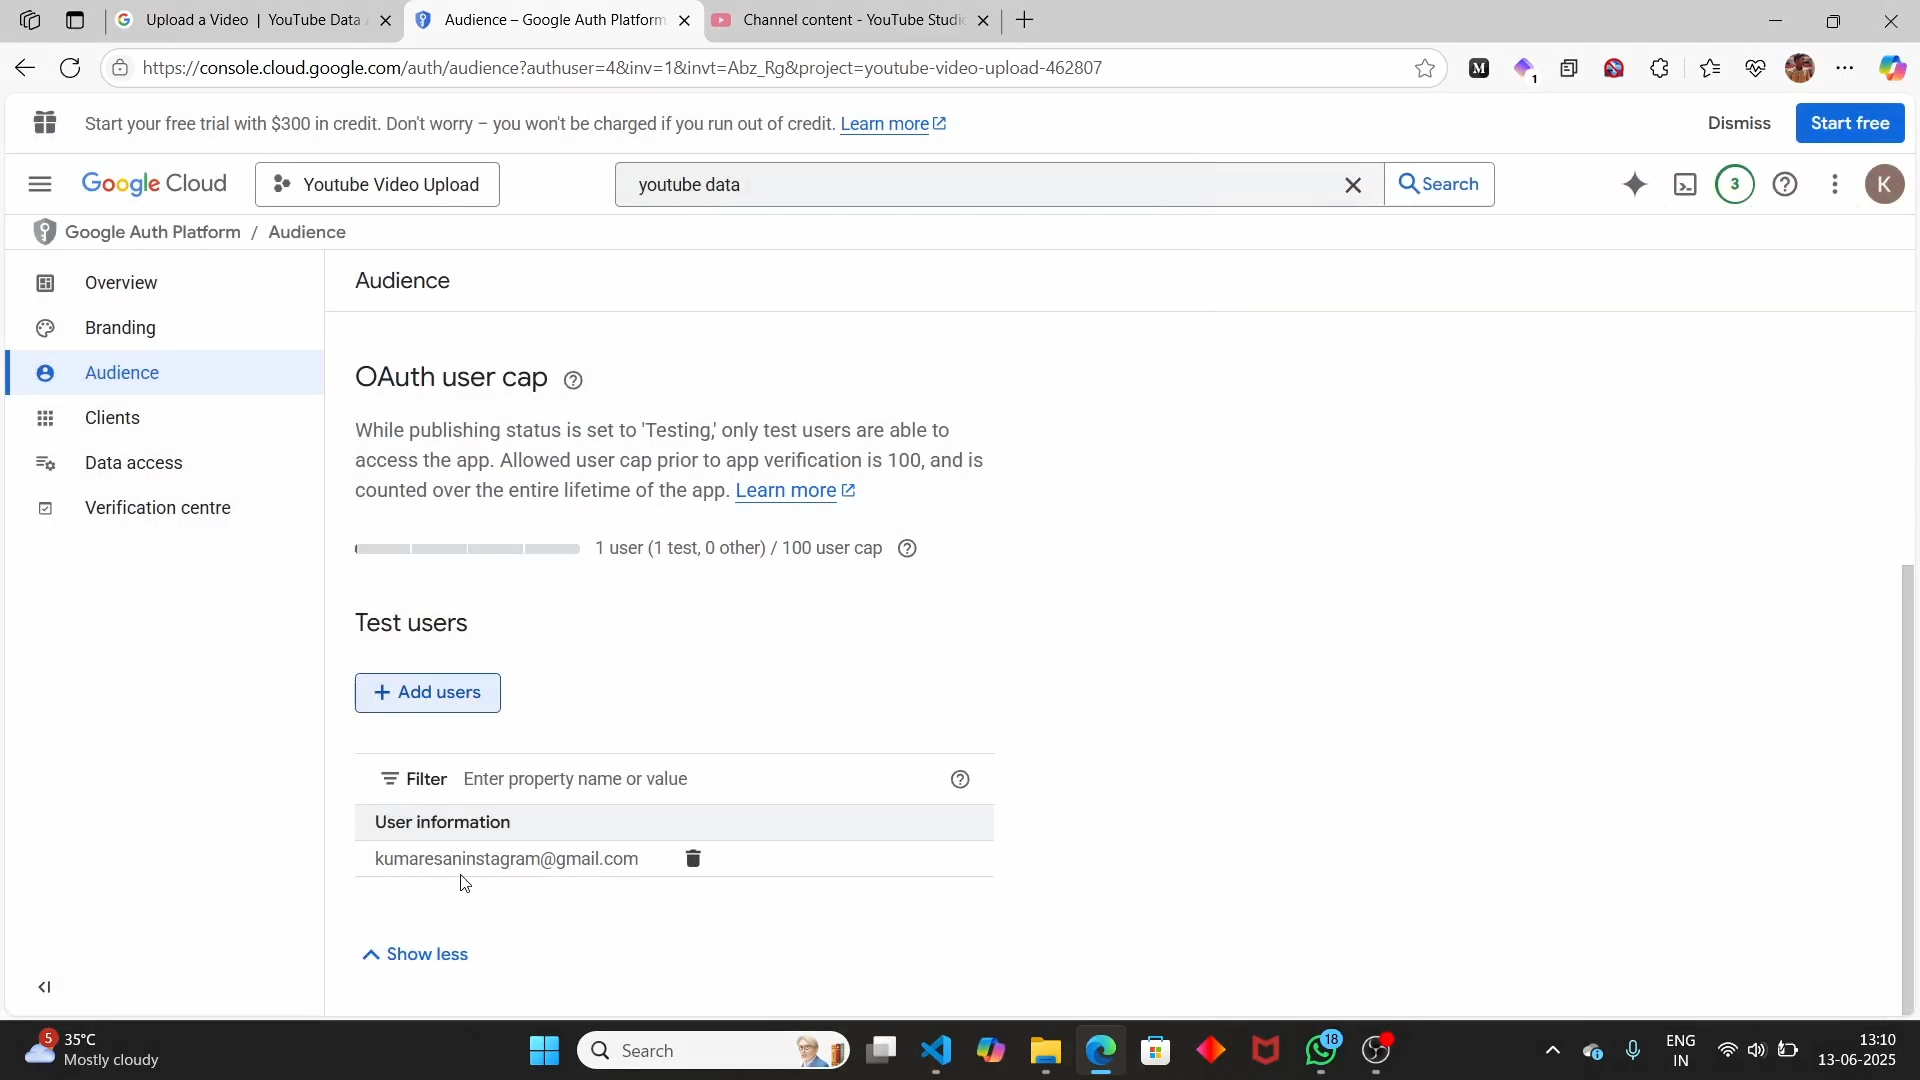 Upload a Video | YouTube Data A
Audience – Google Auth Platform
Channel content - YouTube Studio
https://console.cloud.google.com/auth/audience?authuser=4&inv=1&invt=Abz_Rg&project=youtube-video-upload-462807
M
1
Start your free trial with $300 in credit. Don't worry – you won't be charged if you run out of credit. Learn more
Dismiss
Start free
Google Cloud
Youtube Video Upload
youtube data
Search
3
K
Google Auth Platform / Audience
Overview
Branding
Audience
Clients
Data access
Verification centre
Audience
OAuth user cap
While publishing status is set to 'Testing,' only test users are able to
access the app. Allowed user cap prior to app verification is 100, and is
counted over the entire lifetime of the app. Learn more
1 user (1 test, 0 other) / 100 user cap
Test users
+ Add users
Filter Enter property name or value
User information
kumaresaninstagram@gmail.com
Show less
5
35°C
Mostly cloudy
Search
18
ENG
IN
13:10
13-06-2025